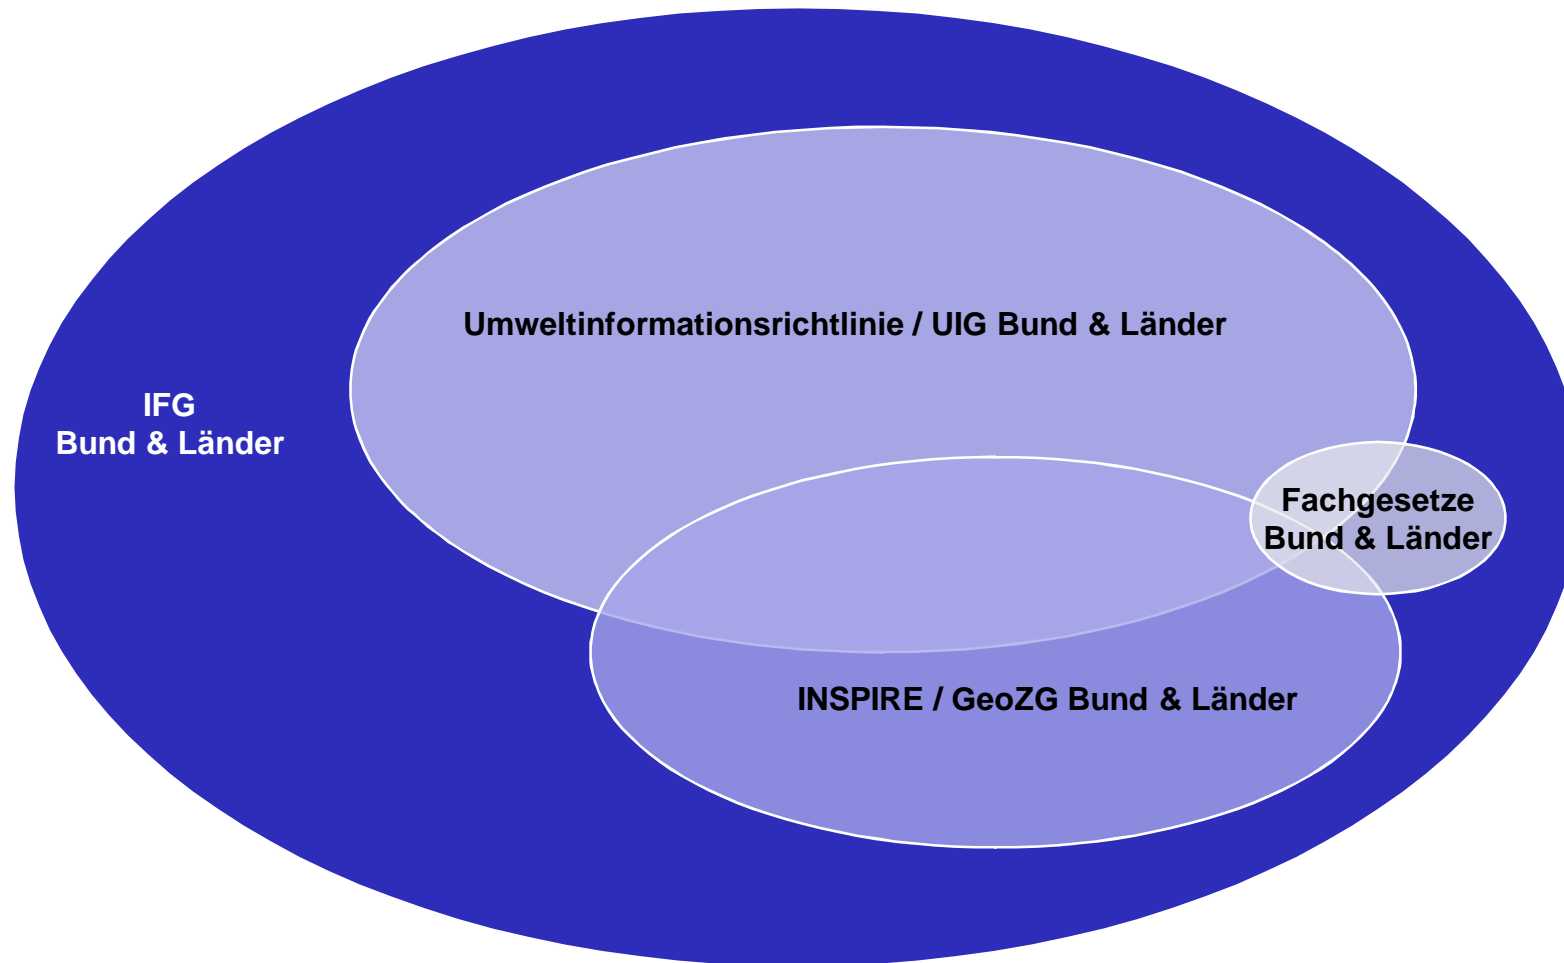 Umweltinformationsrichtlinie / UIG Bund & Länder
IFG
Bund & Länder
Fachgesetze
Bund & Länder
INSPIRE / GeoZG Bund & Länder